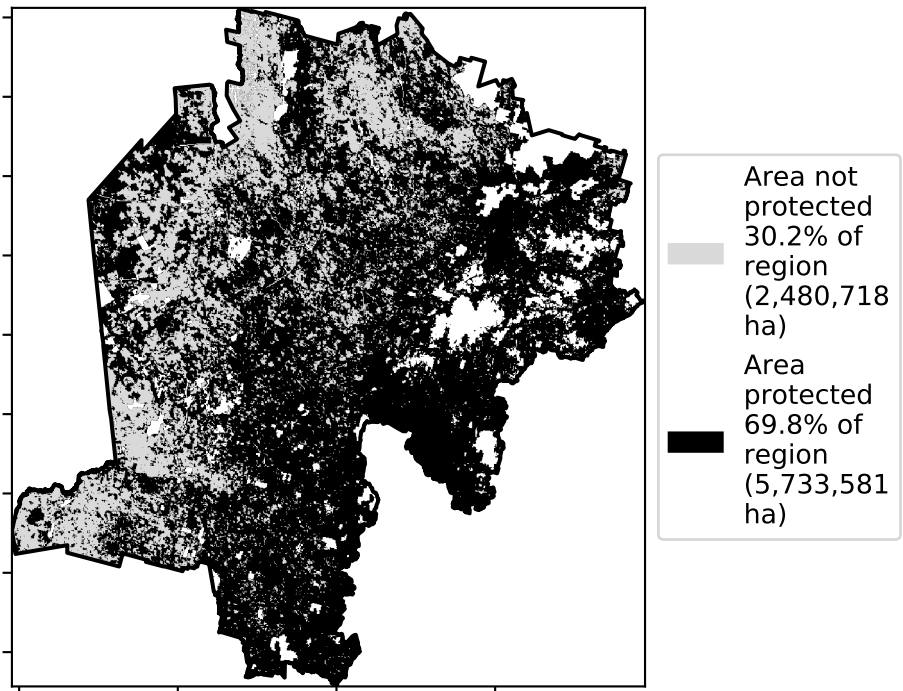 Area not
protected
30.2% of
region
(2,480,718
ha)
Area
protected
69.8% of
region
(5,733,581
ha)